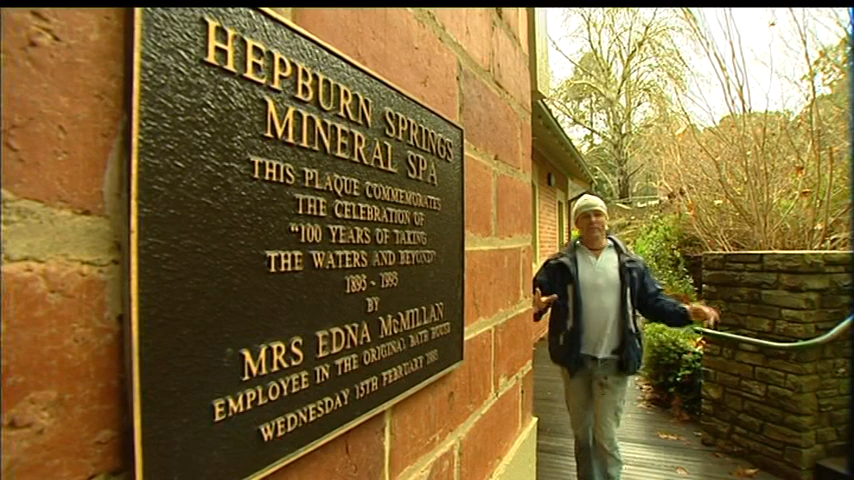 HEPBURN SPRINGS
MINERAL SPA
THIS PLAQUE COMMEMORATES
THE CELEBRATION OF
"100 YEARS OF TAKING
THE WATERS AND BEYOND"
1895 - 1995
BY
MRS EDNA McMILLAN
EMPLOYEE IN THE ORIGINAL BATH HOUSE
WEDNESDAY 15TH FEBRUARY 1995